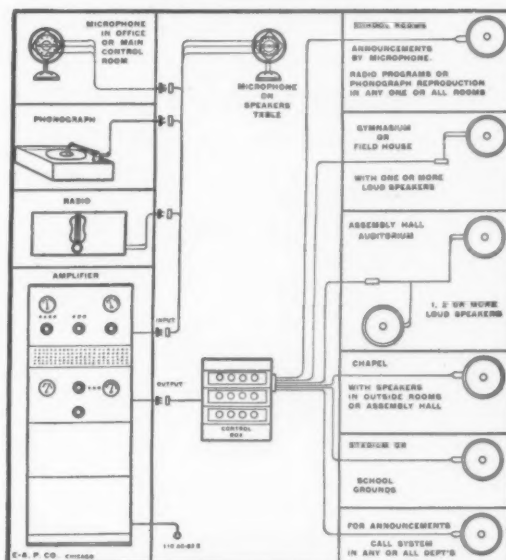 MICROPHONE
IN OFFICE
OR MAIN
CONTROL
ROOM
MICROPHONE
ON
SPEAKERS
TABLE
PHONOGRAPH
RADIO
AMPLIFIER
INPUT
OUTPUT
CONTROL
BOX
E-A. P. CO. CHICAGO
SCHOOL ROOMS
ANNOUNCEMENTS
BY MICROPHONE.
RADIO PROGRAMS OR
PHONOGRAPH REPRODUCTION
IN ANY ONE OR ALL ROOMS
GYMNASIUM
OR
FIELD HOUSE
WITH ONE OR MORE
LOUD SPEAKERS
ASSEMBLY HALL
AUDITORIUM
1, 2 OR MORE
LOUD SPEAKERS
CHAPEL
WITH SPEAKERS
IN OUTSIDE ROOMS
OR ASSEMBLY HALL
STADIUM OR
SCHOOL
GROUNDS
FOR ANNOUNCEMENTS
CALL SYSTEM
IN ANY OR ALL DEPT'S